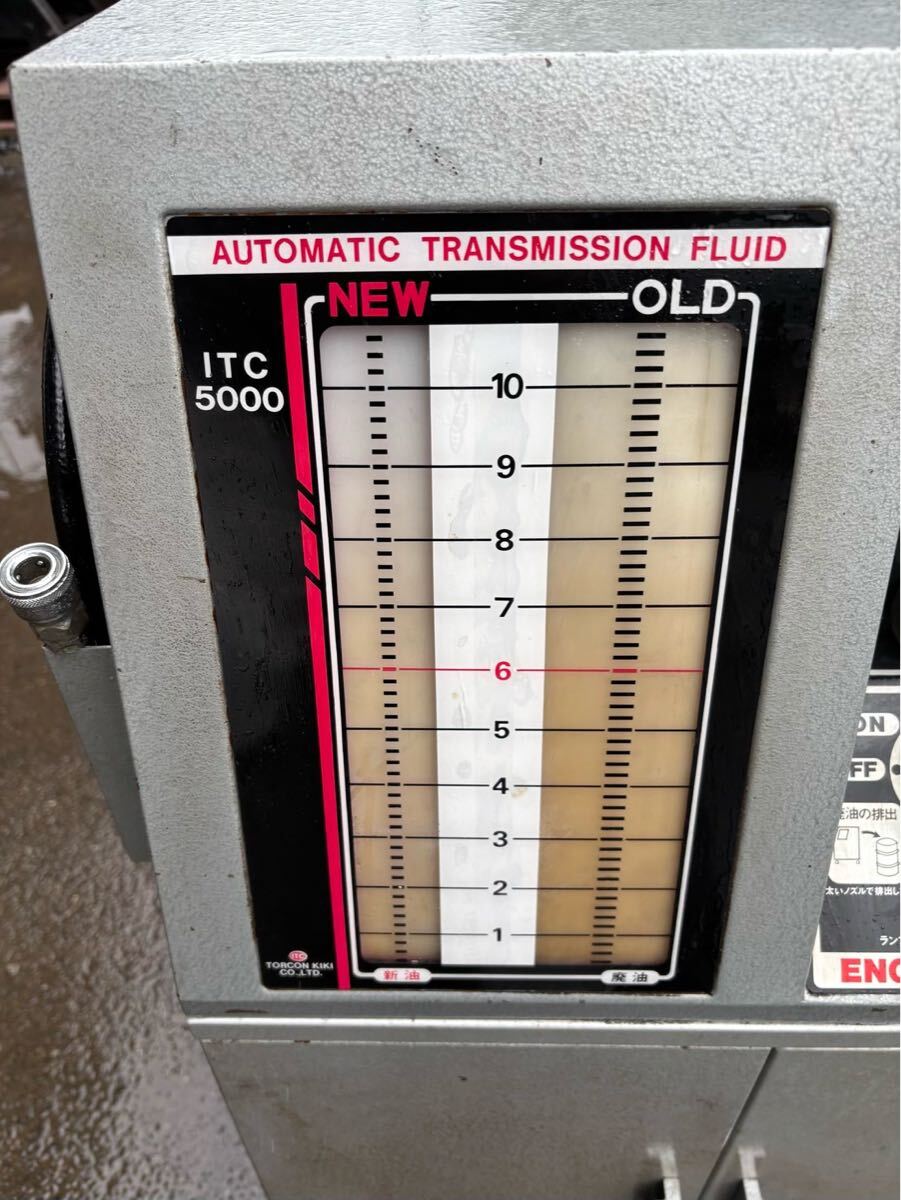 AUTOMATIC TRANSMISSION FLUID
NEW
OLD
ITC
5000
10
9
8
7
6
5
4
3
2
1
ITC
TORCON KIKI
CO.,LTD.
新油
廃油
ON
FF
油の排出
太いノズルで排出し
ラン
ENG